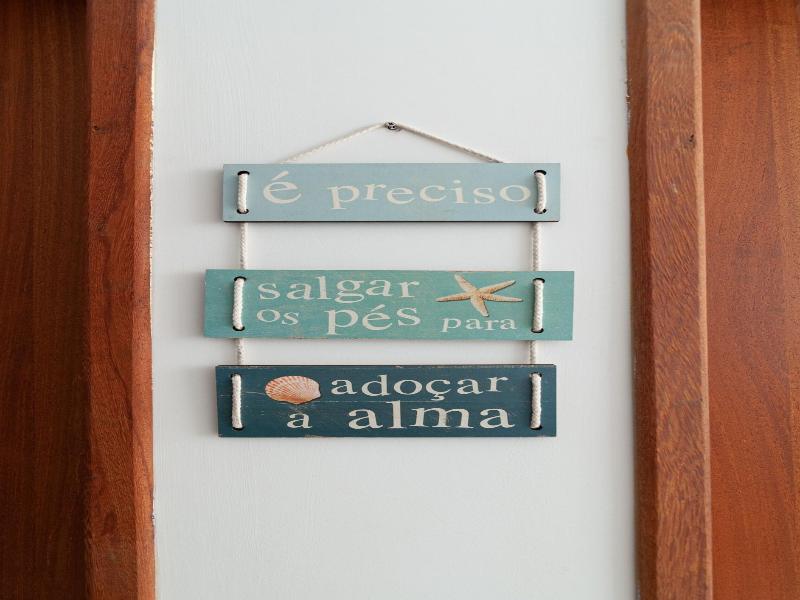 é preciso
salgar
os pés para
adoçar
a alma